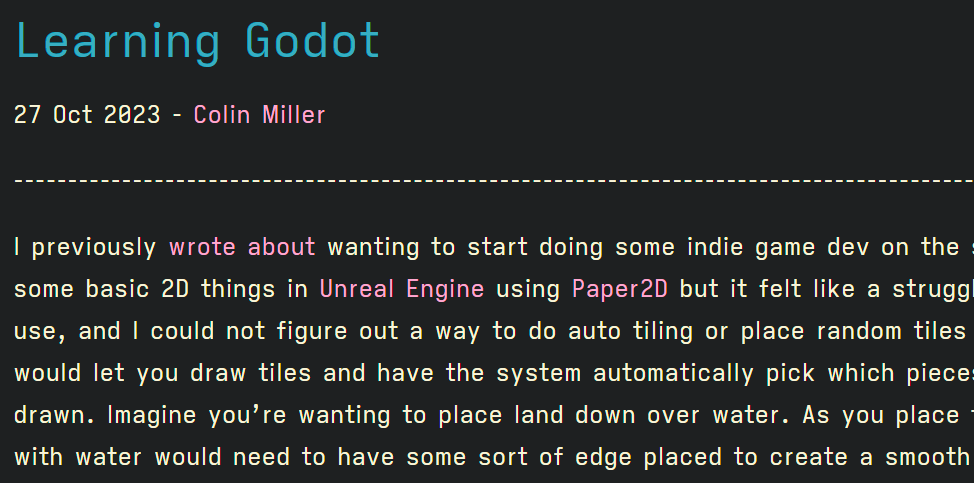 Learning Godot
27 Oct 2023 - Colin Miller
I previously wrote about wanting to start doing some indie game dev on the
some basic 2D things in Unreal Engine using Paper2D but it felt like a
use, and I could not figure out a way to do auto tiling or place random tiles
would let you draw tiles and have the system automatically pick which
drawn. Imagine you’re wanting to place land down over water. As you place
with water would need to have some sort of edge placed to create a smooth